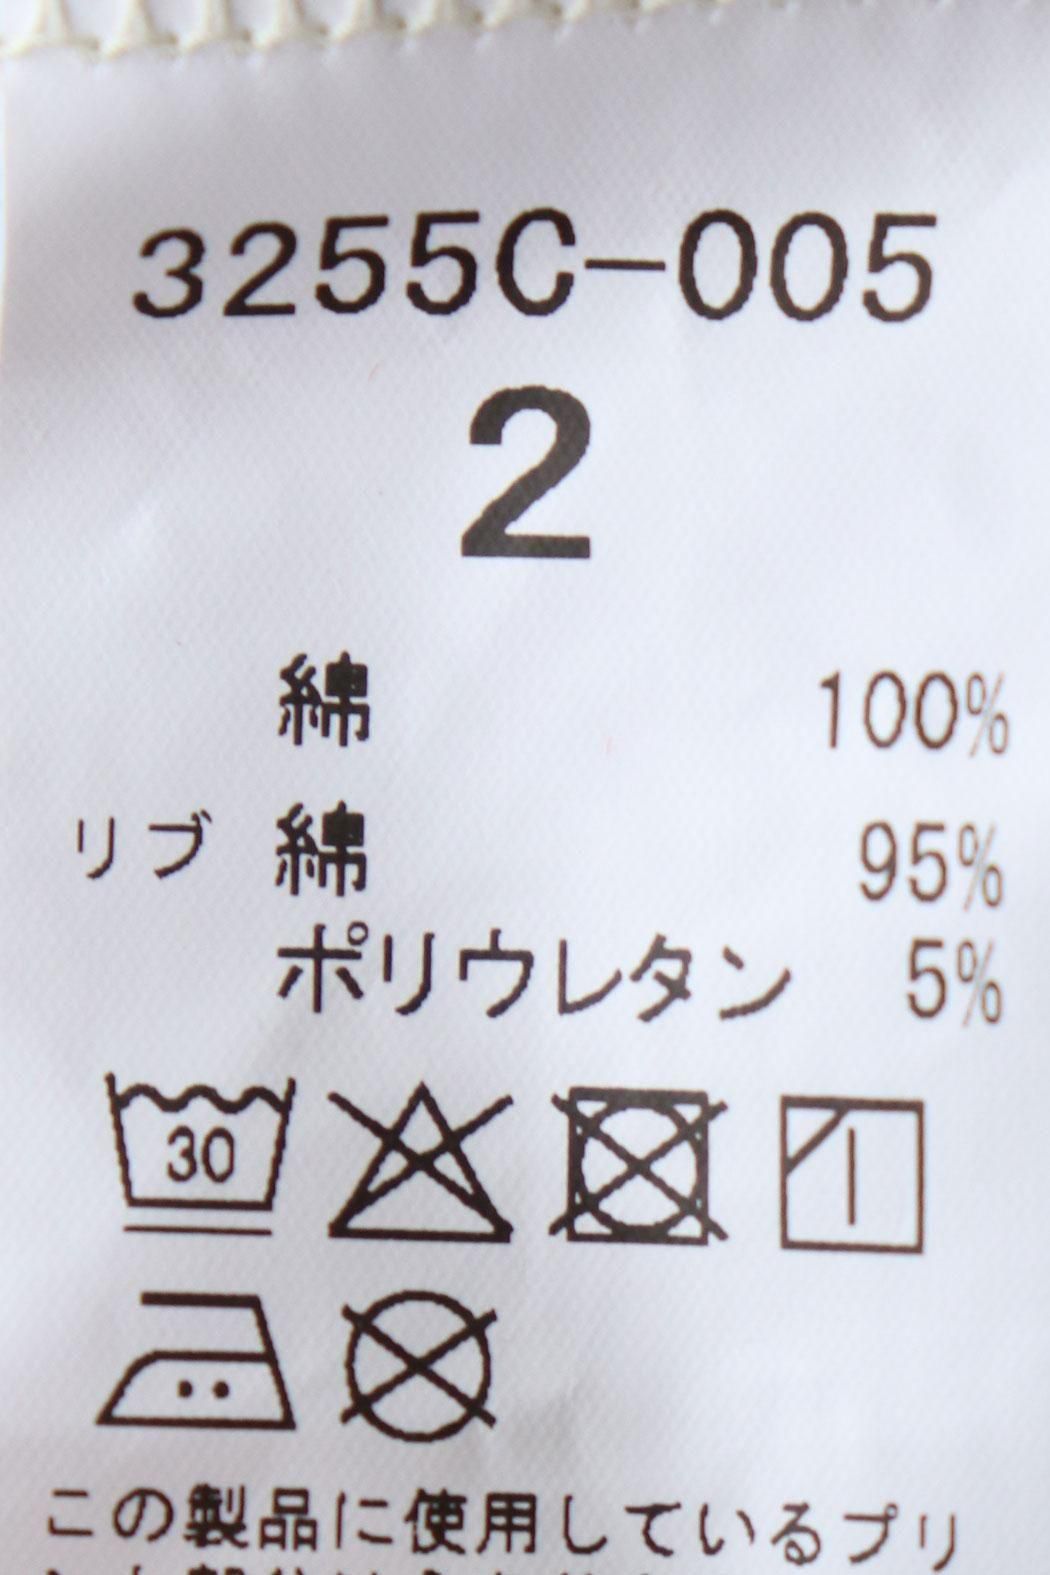 3255C-005
2
綿 100%
リブ 綿 95%
ポリウレタン 5%
30
この製品に使用しているプリ